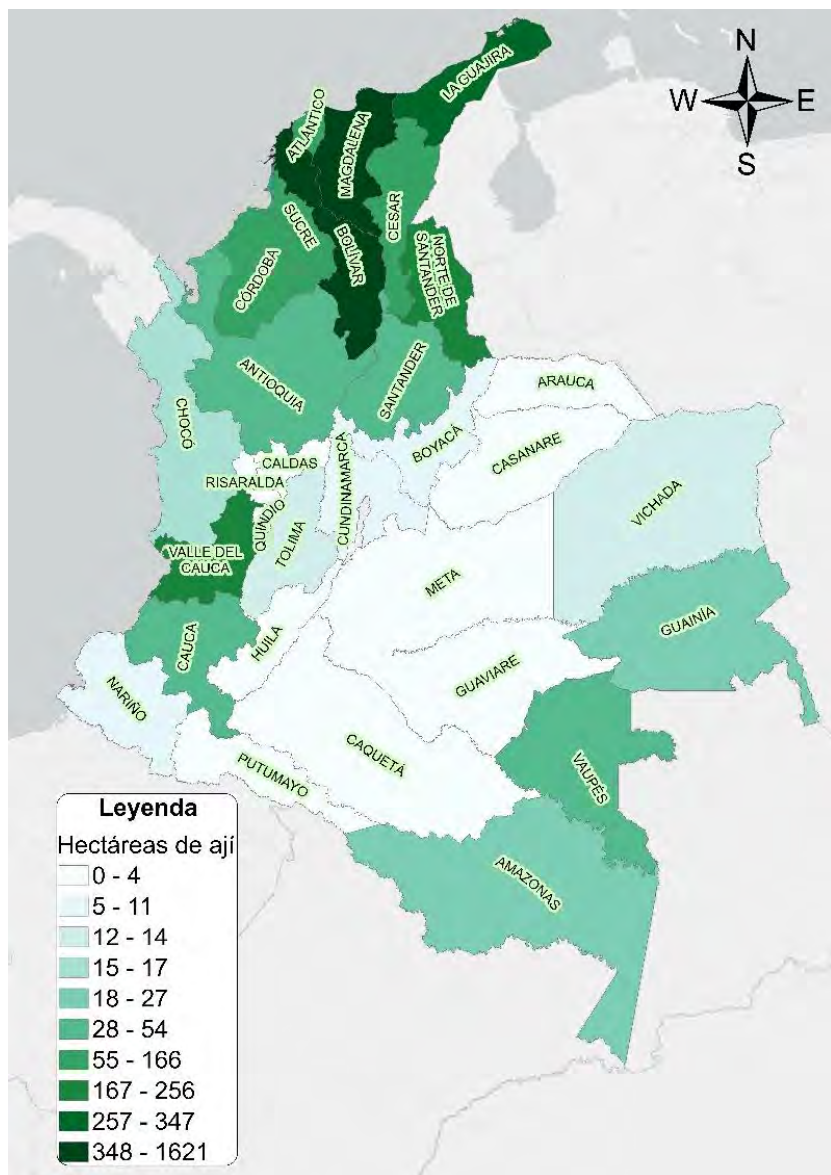 N
W E
S
LA GUAJIRA
ATLÁNTICO
MAGDALENA
CESAR
SUCRE
BOLÍVAR
NORTE DE
SANTANDER
CÓRDOBA
ANTIOQUIA
SANTANDER
ARAUCA
CHOCÓ
BOYACÁ
CASANARE
CALDAS
CUNDINAMARCA
RISARALDA
QUINDÍO
TOLIMA
VICHADA
VALLE DEL
CAUCA
META
GUAINÍA
CAUCA
HUILA
GUAVIARE
NARIÑO
CAQUETÁ
VAUPÉS
PUTUMAYO
AMAZONAS
Leyenda
Hectáreas de ají
0 - 4
5 - 11
12 - 14
15 - 17
18 - 27
28 - 54
55 - 166
167 - 256
257 - 347
348 - 1621